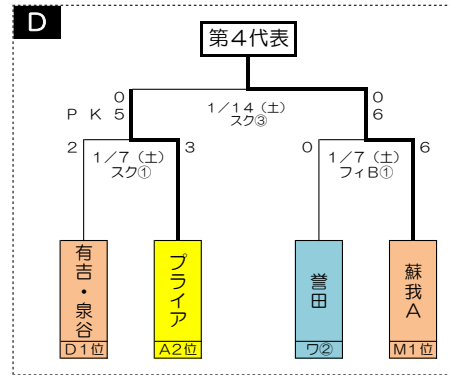 D
第4代表
0 1/14（土） 0
PK 5 スク③ 6
2 1/7（土） 3 0 1/7（土） 6
スク① フィB①
有吉・泉谷
プライア
誉田
蘇我A
D1位 A2位 ワ② M1位